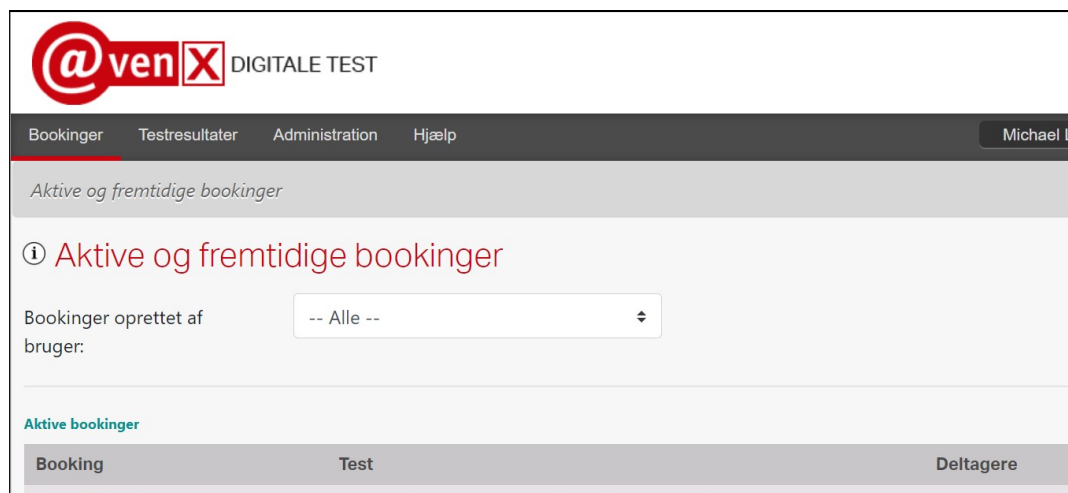 @ven X DIGITALE TEST
Bookinger Testresultater Administration Hjælp Michael L
Aktive og fremtidige bookinger
i Aktive og fremtidige bookinger
Bookinger oprettet af bruger: -- Alle --
Aktive bookinger
Booking Test Deltagere